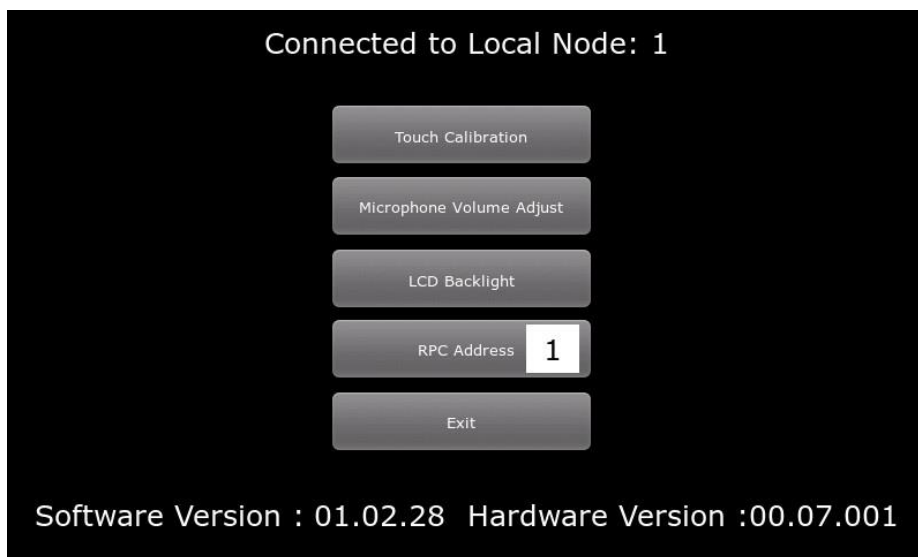 Connected to Local Node: 1
Touch Calibration
Microphone Volume Adjust
LCD Backlight
RPC Address 1
Exit
Software Version : 01.02.28 Hardware Version :00.07.001